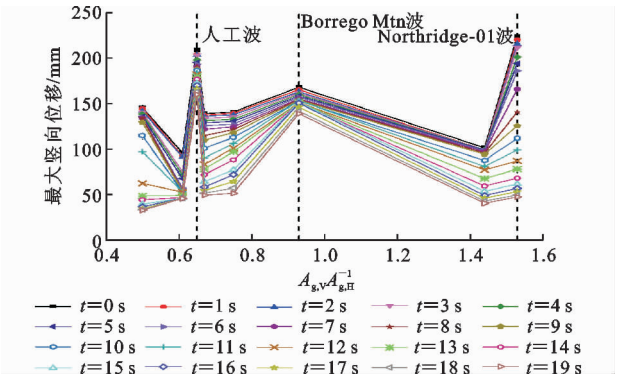 250
200
150
100
50
0
最大竖向位移/mm
人工波
Borrego Mtn波
Northridge-01波
0.4 0.6 0.8 1.0 1.2 1.4 1.6
A_{g,V}A_{g,H}^{-1}
t=0 s t=1 s t=2 s t=3 s t=4 s
t=5 s t=6 s t=7 s t=8 s t=9 s
t=10 s t=11 s t=12 s t=13 s t=14 s
t=15 s t=16 s t=17 s t=18 s t=19 s